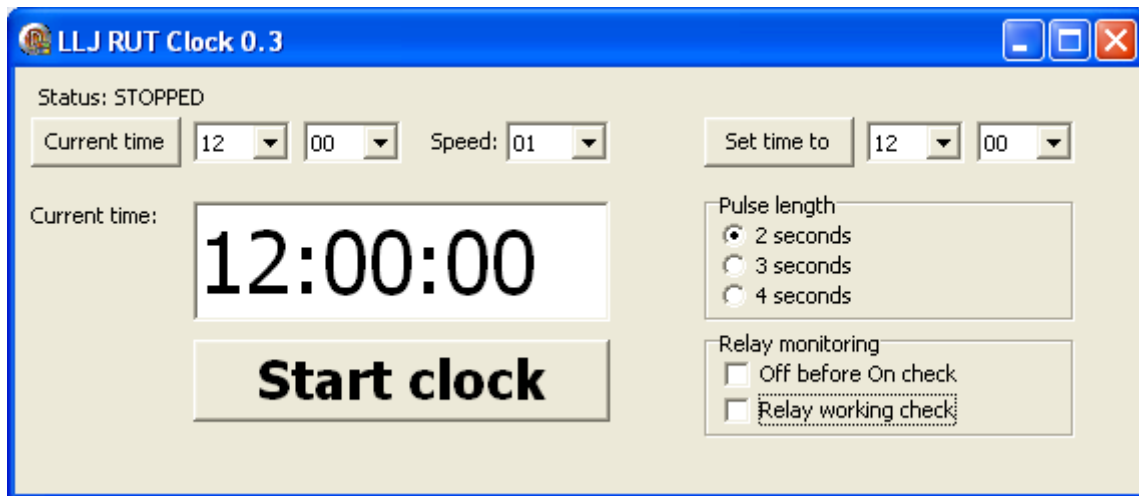 LLJ RUT Clock 0.3
Status: STOPPED
Current time 12 00 Speed: 01 Set time to 12 00
Current time: 12:00:00
Pulse length
2 seconds
3 seconds
4 seconds
Start clock
Relay monitoring
Off before On check
Relay working check